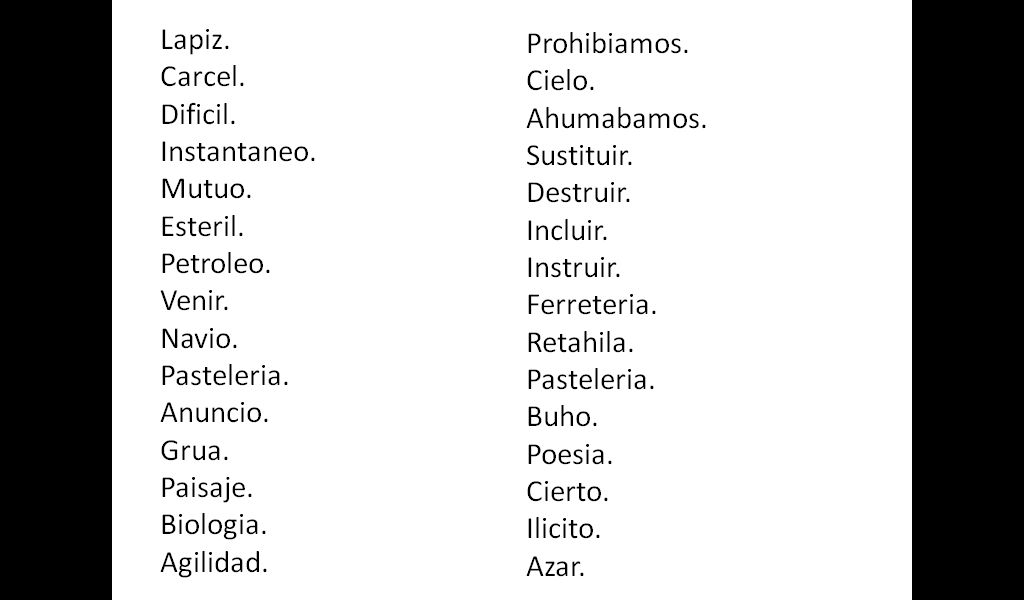 Lapiz.
Carcel.
Dificil.
Instantaneo.
Mutuo.
Esteril.
Petroleo.
Venir.
Navio.
Pasteleria.
Anuncio.
Grua.
Paisaje.
Biologia.
Agilidad.
Prohibiamos.
Cielo.
Ahumabamos.
Sustituir.
Destruir.
Incluir.
Instruir.
Ferreteria.
Retahila.
Pasteleria.
Buho.
Poesia.
Cierto.
Ilicito.
Azar.